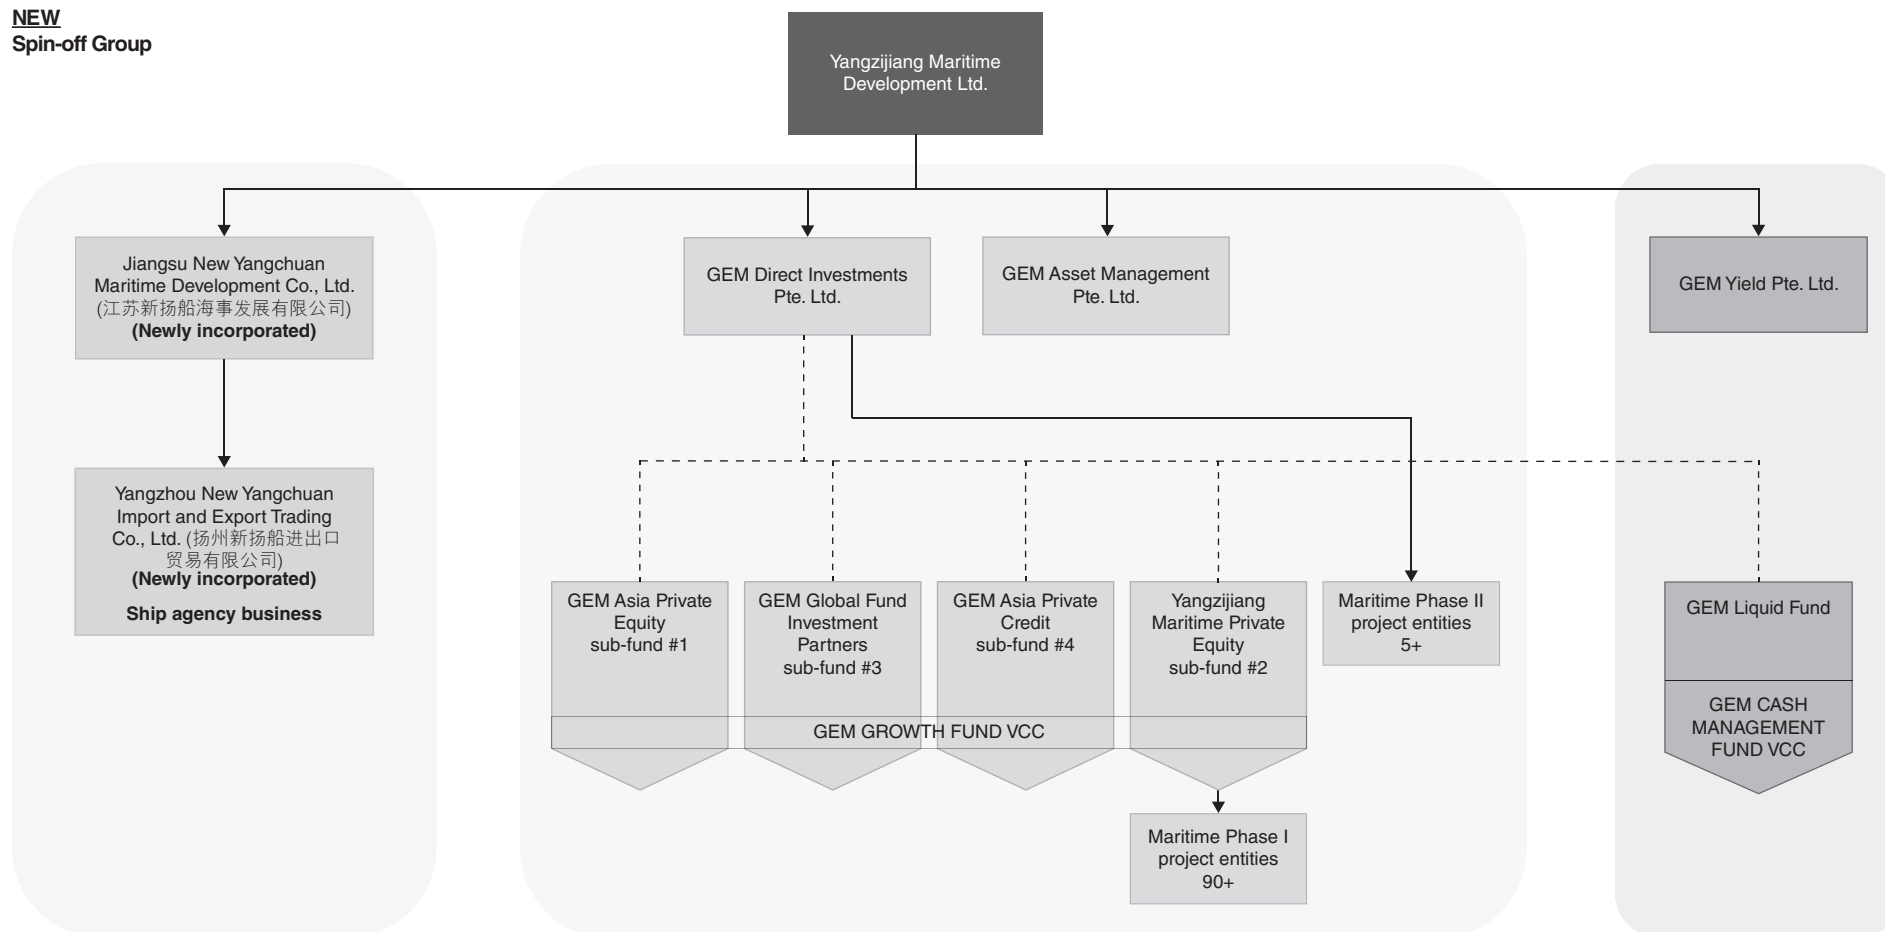 NEW
Spin-off Group
Yangzijiang Maritime
Development Ltd.
Jiangsu New Yangchuan
Maritime Development Co., Ltd.
(江苏新扬船海事发展有限公司)
(Newly incorporated)
GEM Direct Investments
Pte. Ltd.
GEM Asset Management
Pte. Ltd.
GEM Yield Pte. Ltd.
Yangzhou New Yangchuan
Import and Export Trading
Co., Ltd. (扬州新扬船进出口
贸易有限公司)
(Newly incorporated)
Ship agency business
GEM Asia Private
Equity
sub-fund #1
GEM Global Fund
Investment
Partners
sub-fund #3
GEM Asia Private
Credit
sub-fund #4
Yangzijiang
Maritime Private
Equity
sub-fund #2
Maritime Phase II
project entities
5+
GEM Liquid Fund
GEM GROWTH FUND VCC
GEM CASH
MANAGEMENT
FUND VCC
Maritime Phase I
project entities
90+